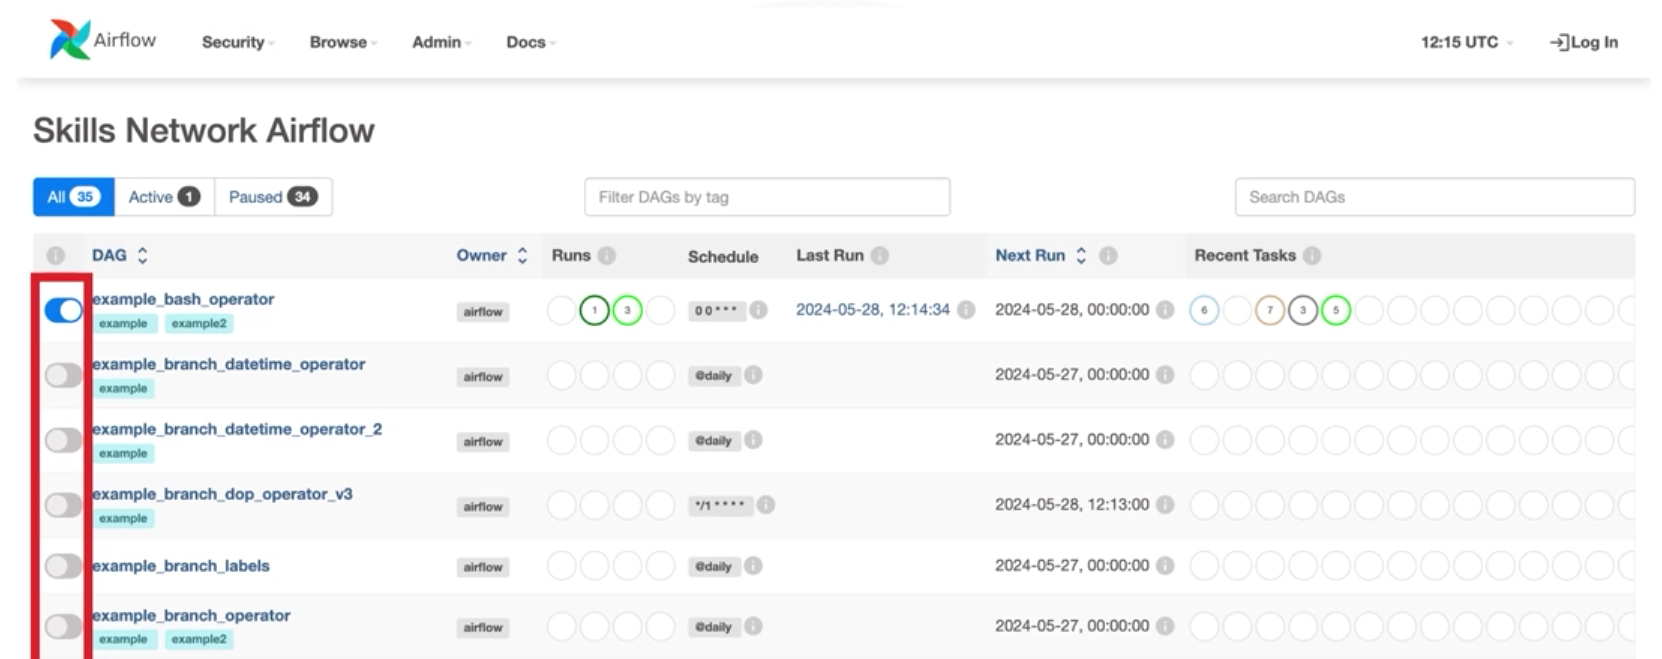 Airflow Security Browse Admin Docs 12:15 UTC Log In
Skills Network Airflow
All 35 Active 1 Paused 34 Filter DAGs by tag Search DAGs
DAG Owner Runs Schedule Last Run Next Run Recent Tasks
example_bash_operator
example example2 airflow 1 3 0 0 * * * 2024-05-28, 12:14:34 2024-05-28, 00:00:00 6 7 3 5
example_branch_datetime_operator
example airflow @daily 2024-05-27, 00:00:00
example_branch_datetime_operator_2
example airflow @daily 2024-05-27, 00:00:00
example_branch_dop_operator_v3
example airflow */1 * * * * 2024-05-28, 12:13:00
example_branch_labels airflow @daily 2024-05-27, 00:00:00
example_branch_operator
example example2 airflow @daily 2024-05-27, 00:00:00